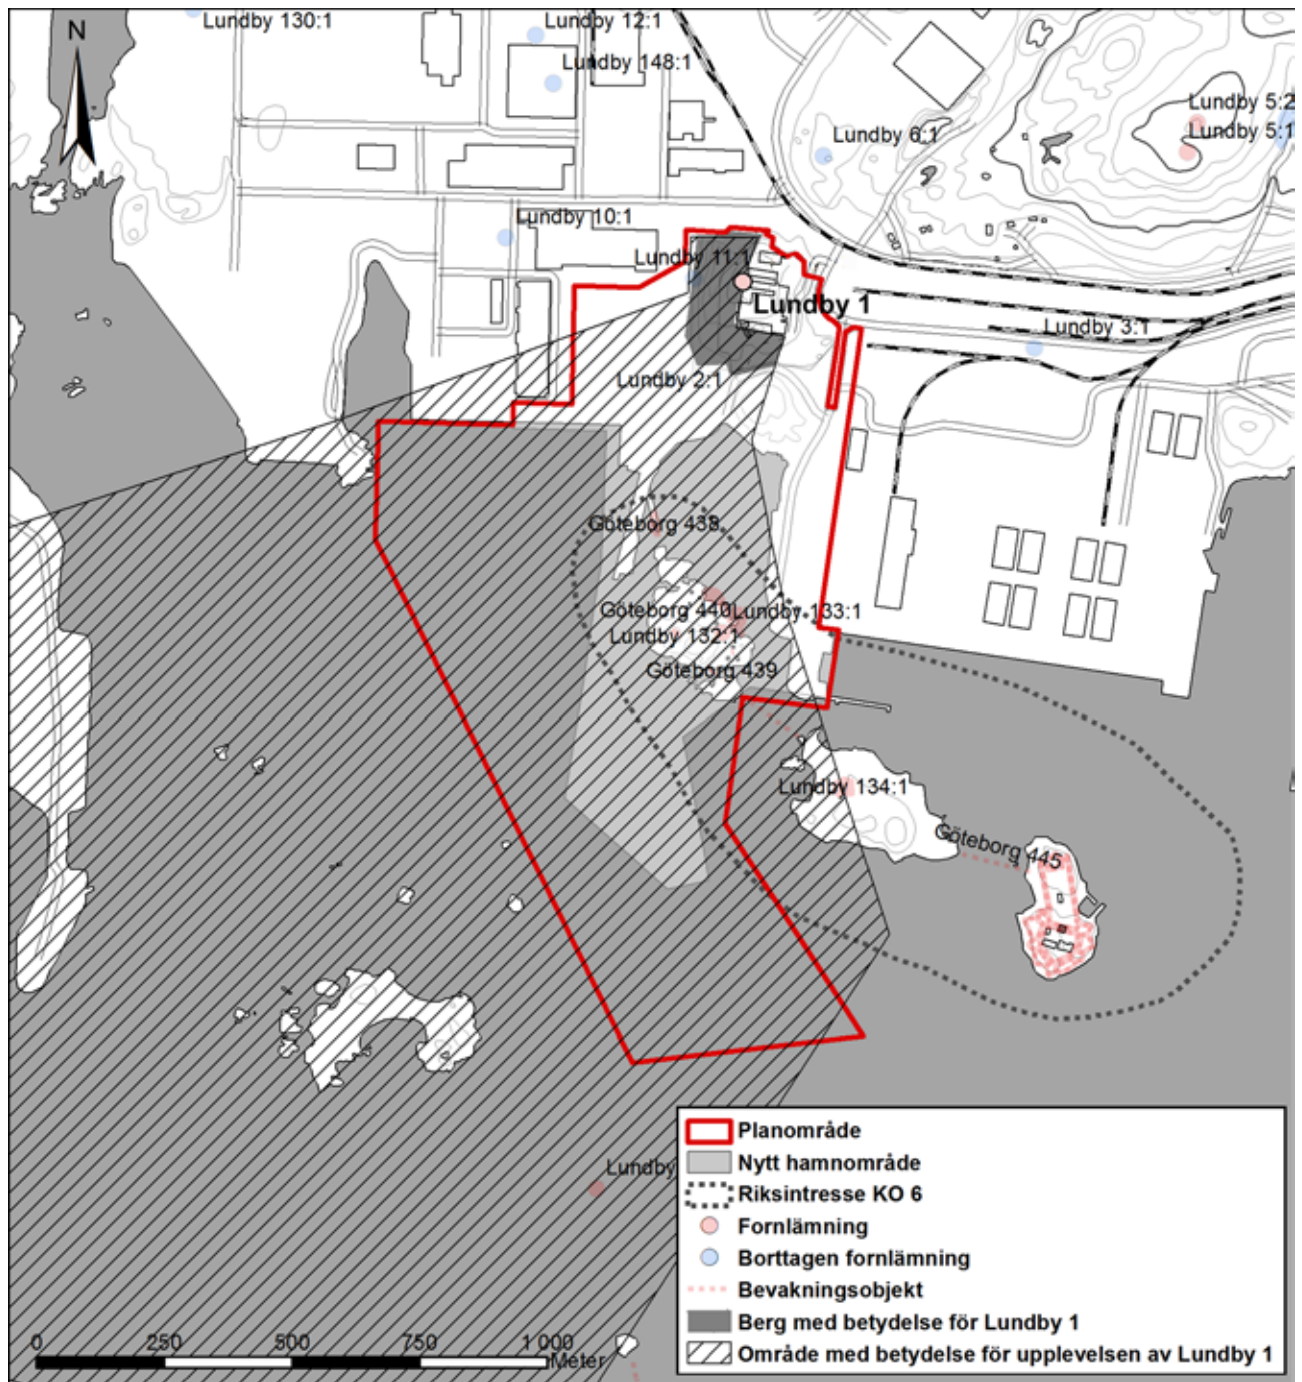 Lundby 130:1
Lundby 12:1
N
Lundby 148:1
Lundby 5:2
Lundby 6:1
Lundby 5:1
Lundby 10:1
Lundby 11:1
Lundby 1
Lundby 3:1
Lundby 2:1
Göteborg 438
Göteborg 440
Lundby 133:1
Lundby 132:1
Göteborg 439
Lundby 134:1
Göteborg 445
Lundby
Planområde
Nytt hamnområde
Riksintresse KO 6
Fornlämning
Borttagen fornlämning
Bevakningsobjekt
Berg med betydelse för Lundby 1
Område med betydelse för upplevelsen av Lundby 1
0 250 500 750 1 000
Meter